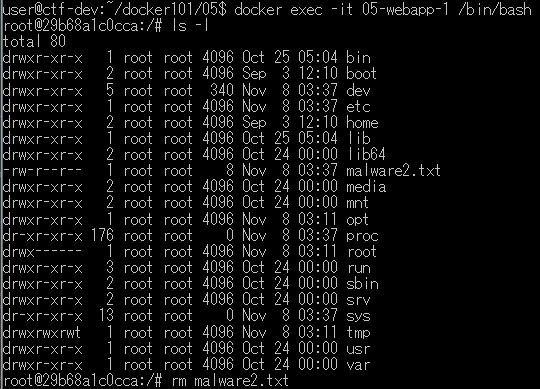 user@ctf-dev:~/docker101/05$ docker exec -it 05-webapp-1 /bin/bash
root@29b68a1c0cca:/# ls -l
total 80
drwxr-xr-x   1 root root 4096 Oct 25 05:04 bin
drwxr-xr-x   2 root root 4096 Sep  3 12:10 boot
drwxr-xr-x   5 root root  340 Nov  8 03:37 dev
drwxr-xr-x   1 root root 4096 Nov  8 03:37 etc
drwxr-xr-x   2 root root 4096 Sep  3 12:10 home
drwxr-xr-x   1 root root 4096 Oct 25 05:04 lib
drwxr-xr-x   2 root root 4096 Oct 24 00:00 lib64
-rw-r--r--   1 root root    8 Nov  8 03:37 malware2.txt
drwxr-xr-x   2 root root 4096 Oct 24 00:00 media
drwxr-xr-x   2 root root 4096 Oct 24 00:00 mnt
drwxr-xr-x   1 root root 4096 Nov  8 03:11 opt
dr-xr-xr-x 176 root root    0 Nov  8 03:37 proc
drwx------   1 root root 4096 Nov  8 03:11 root
drwxr-xr-x   3 root root 4096 Oct 24 00:00 run
drwxr-xr-x   2 root root 4096 Oct 24 00:00 sbin
drwxr-xr-x   2 root root 4096 Oct 24 00:00 srv
dr-xr-xr-x  13 root root    0 Nov  8 03:37 sys
drwxrwxrwt   1 root root 4096 Nov  8 03:11 tmp
drwxr-xr-x   1 root root 4096 Oct 24 00:00 usr
drwxr-xr-x   1 root root 4096 Oct 24 00:00 var
root@29b68a1c0cca:/# rm malware2.txt